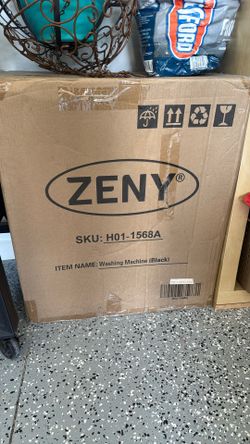 ZENY®
SKU: H01-1568A
ITEM NAME: Washing Machine (Black)